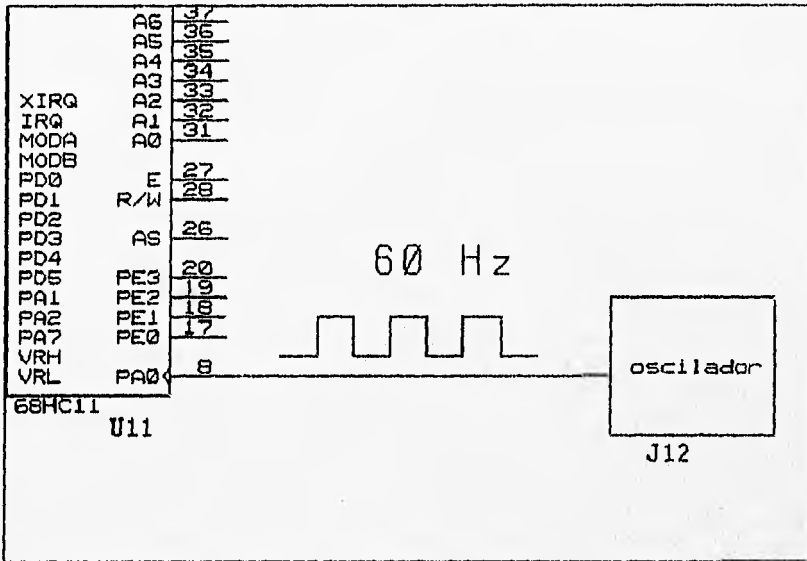 A6 37
A5 36
A4 35
A3 34
XIRQ A2 33
IRQ A1 32
MODA A0 31
MODB
PD0 E 27
PD1 R/W 28
PD2
PD3 AS 26
PD4
PD5 PE3 20
PA1 PE2 19
PA2 PE1 18
PA7 PE0 17
VRH
VRL PA0 8
68HC11
U11
60 Hz
oscilador
J12